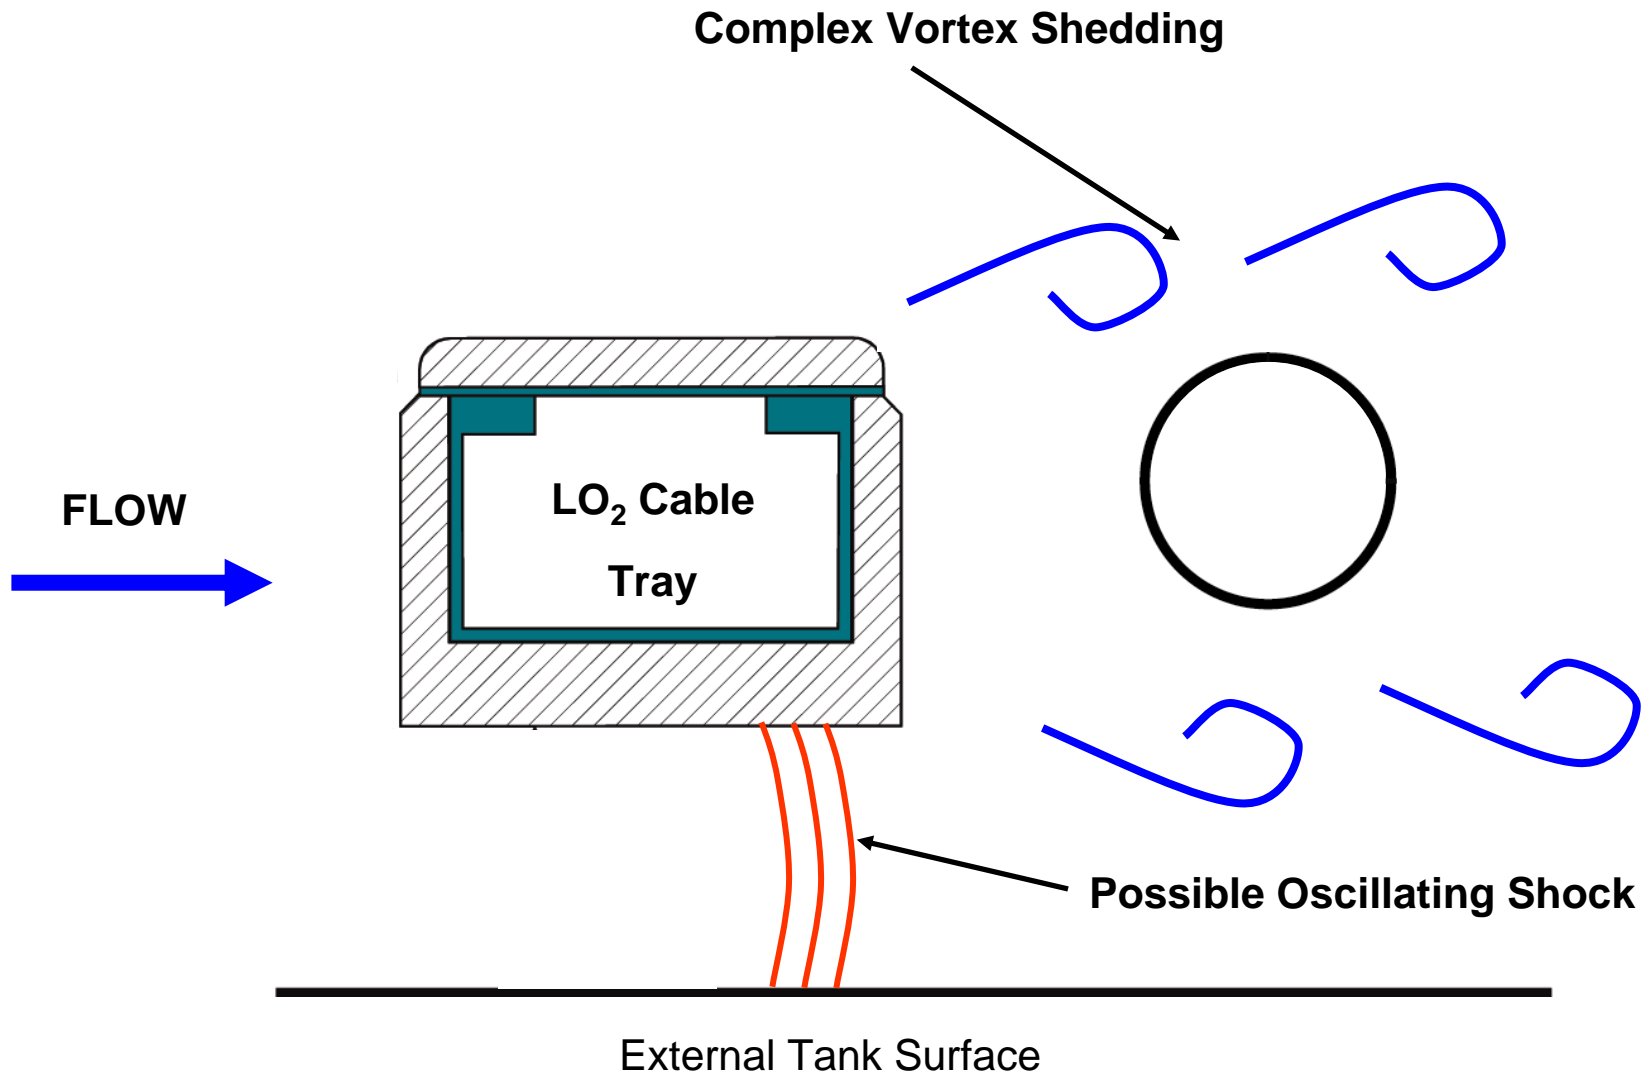 Complex Vortex Shedding
FLOW
LO₂ Cable
Tray
Possible Oscillating Shock
External Tank Surface